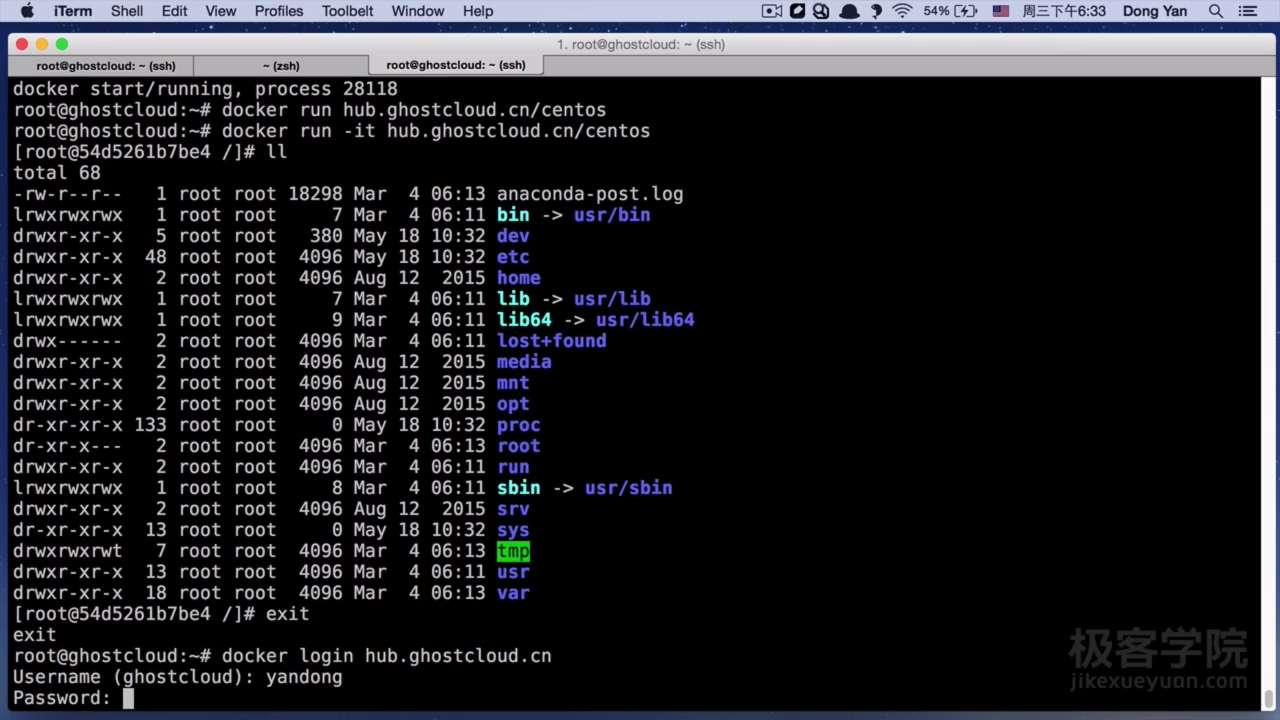 iTerm Shell Edit View Profiles Toolbelt Window Help 54% 周三下午6:33 Dong Yan
1. root@ghostcloud: ~ (ssh)
root@ghostcloud: ~ (ssh) ~ (zsh) root@ghostcloud: ~ (ssh)
docker start/running, process 28118
root@ghostcloud:~# docker run hub.ghostcloud.cn/centos
root@ghostcloud:~# docker run -it hub.ghostcloud.cn/centos
[root@54d5261b7be4 /]# ll
total 68
-rw-r--r-- 1 root root 18298 Mar 4 06:13 anaconda-post.log
lrwxrwxrwx 1 root root 7 Mar 4 06:11 bin -> usr/bin
drwxr-xr-x 5 root root 380 May 18 10:32 dev
drwxr-xr-x 48 root root 4096 May 18 10:32 etc
drwxr-xr-x 2 root root 4096 Aug 12 2015 home
lrwxrwxrwx 1 root root 7 Mar 4 06:11 lib -> usr/lib
lrwxrwxrwx 1 root root 9 Mar 4 06:11 lib64 -> usr/lib64
drwx------ 2 root root 4096 Mar 4 06:11 lost+found
drwxr-xr-x 2 root root 4096 Aug 12 2015 media
drwxr-xr-x 2 root root 4096 Aug 12 2015 mnt
drwxr-xr-x 2 root root 4096 Aug 12 2015 opt
dr-xr-xr-x 133 root root 0 May 18 10:32 proc
dr-xr-x--- 2 root root 4096 Mar 4 06:13 root
drwxr-xr-x 2 root root 4096 Mar 4 06:11 run
lrwxrwxrwx 1 root root 8 Mar 4 06:11 sbin -> usr/sbin
drwxr-xr-x 2 root root 4096 Aug 12 2015 srv
dr-xr-xr-x 13 root root 0 May 18 10:32 sys
drwxrwxrwt 7 root root 4096 Mar 4 06:13 tmp
drwxr-xr-x 13 root root 4096 Mar 4 06:11 usr
drwxr-xr-x 18 root root 4096 Mar 4 06:13 var
[root@54d5261b7be4 /]# exit
exit
root@ghostcloud:~# docker login hub.ghostcloud.cn
Username (ghostcloud): yandong
Password:
极客学院
jikexueyuan.com